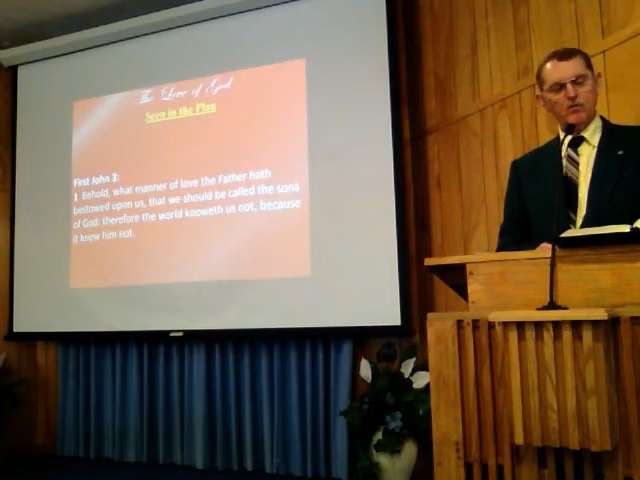 The Love of God
Seen in the Play
First John 3:
1 Behold, what manner of love the Father hath
bestowed upon us, that we should be called the sons
of God: therefore the world knoweth us not, because
it knew him not.